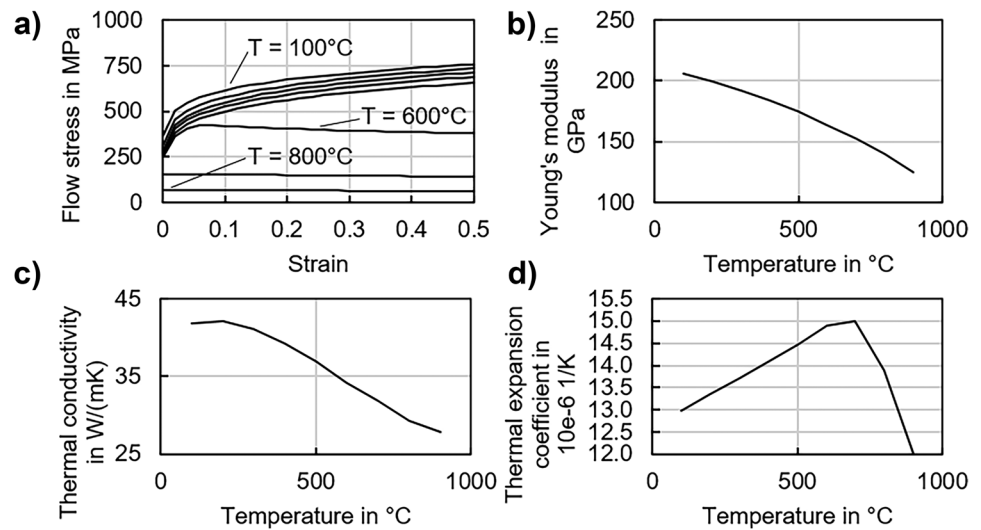 a)
Flow stress in MPa
1000
750
500
250
0
T = 100°C
T = 600°C
T = 800°C
0 0.1 0.2 0.3 0.4 0.5
Strain
b)
Young's modulus in
GPa
250
200
150
100
0 500 1000
Temperature in °C
c)
Thermal conductivity
in W/(mK)
45
35
25
0 500 1000
Temperature in °C
d)
Thermal expansion
coefficient in
10e-6 1/K
15.5
15.0
14.5
14.0
13.5
13.0
12.5
12.0
0 500 1000
Temperature in °C